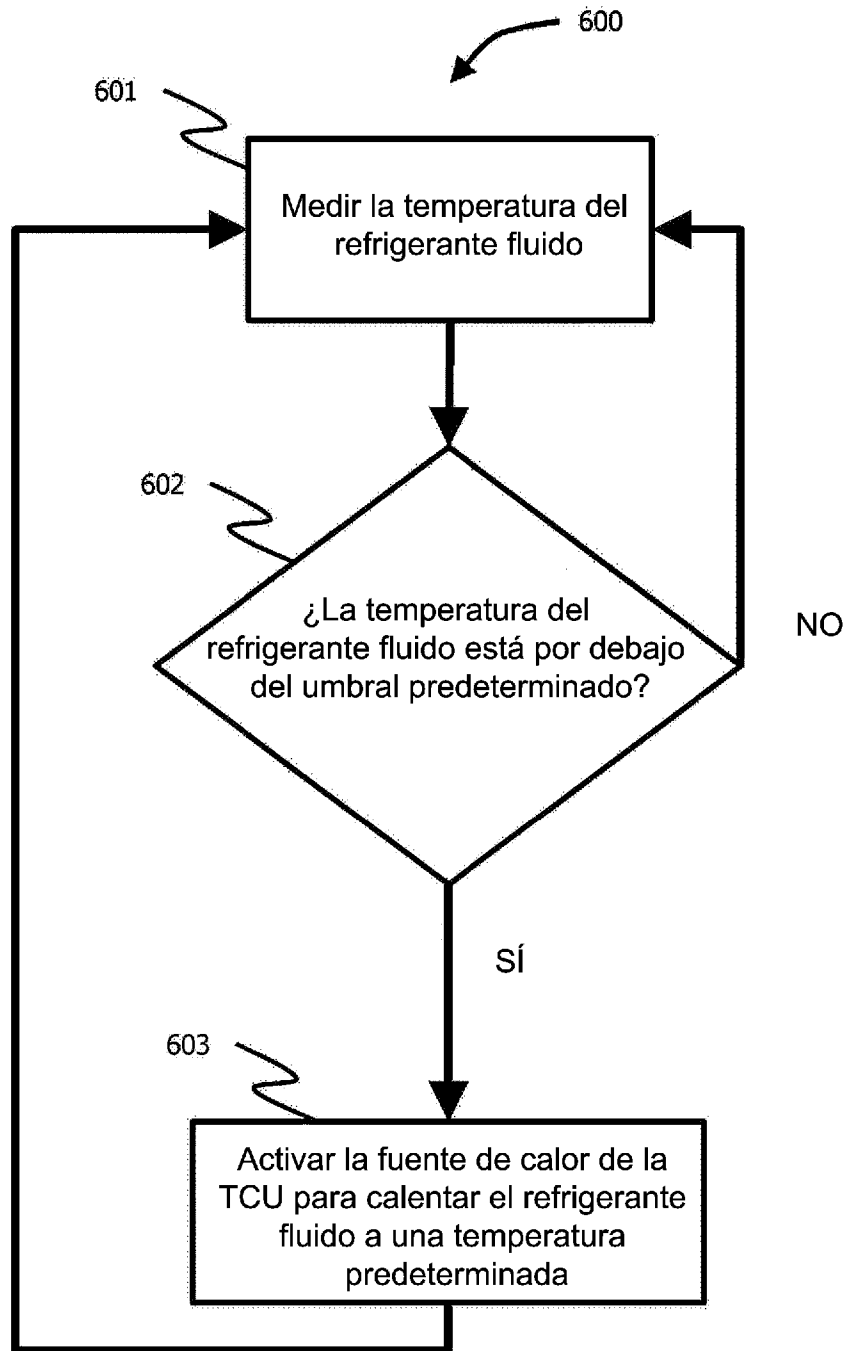 600
601
Medir la temperatura del
refrigerante fluido
602
¿La temperatura del
refrigerante fluido está por debajo
del umbral predeterminado?
NO
SÍ
603
Activar la fuente de calor de la
TCU para calentar el refrigerante
fluido a una temperatura
predeterminada